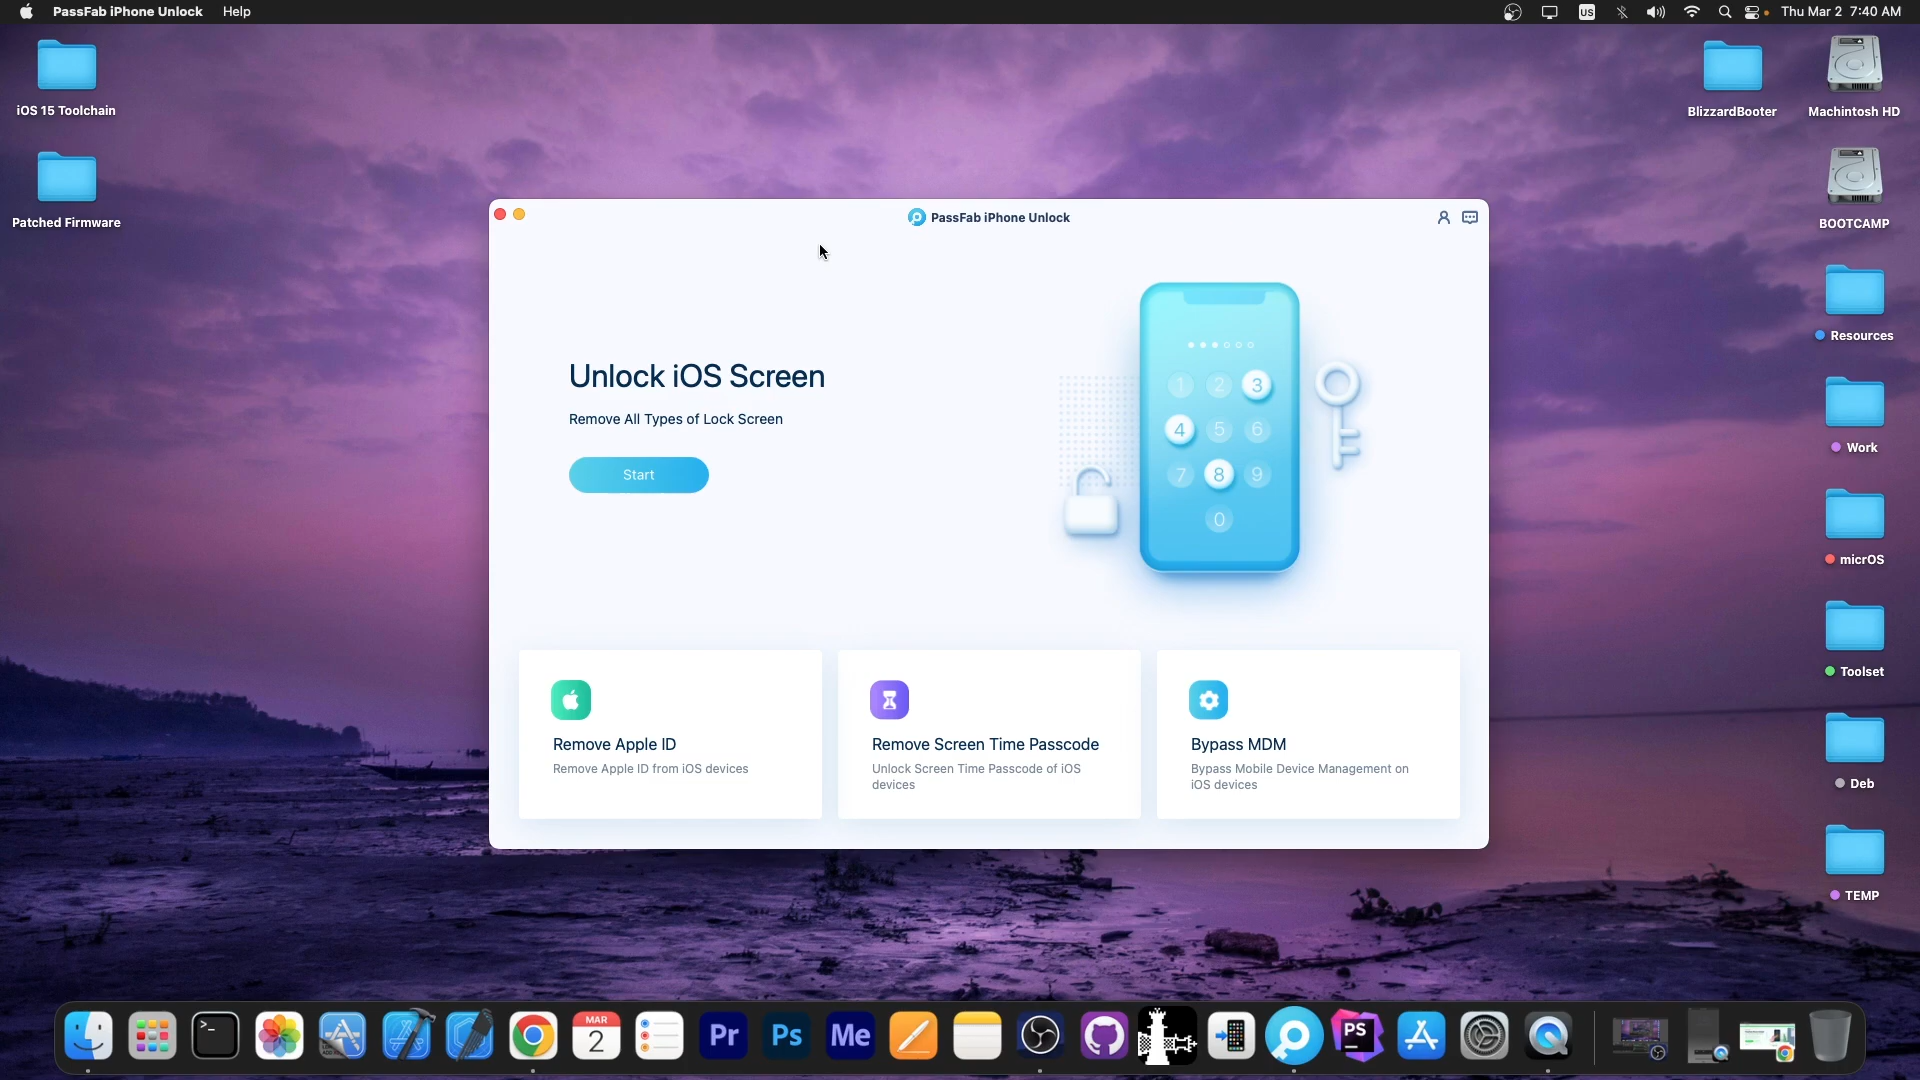 PassFab iPhone Unlock Help
US
Thu Mar 2 7:40 AM
iOS 15 Toolchain
Patched Firmware
BlizzardBooter
Machintosh HD
BOOTCAMP
Resources
Work
micrOS
Toolset
Deb
TEMP
PassFab iPhone Unlock
Unlock iOS Screen
Remove All Types of Lock Screen
Start
1 2 3
4 5 6
7 8 9
0
Remove Apple ID
Remove Apple ID from iOS devices
Remove Screen Time Passcode
Unlock Screen Time Passcode of iOS
devices
Bypass MDM
Bypass Mobile Device Management on
iOS devices
>_
MAR
2
Pr
Ps
Me
PS